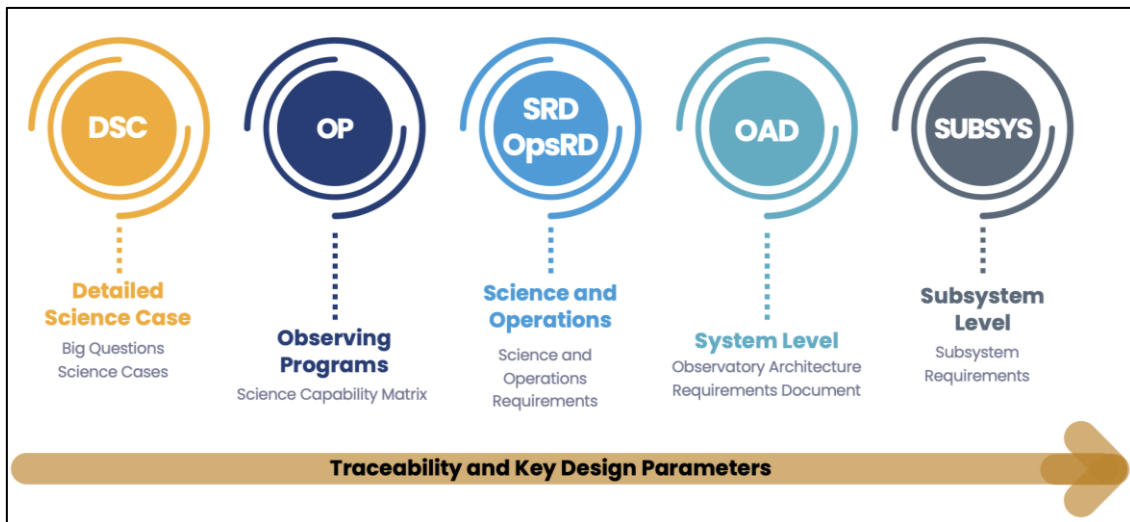 DSC
OP
SRD
OpsRD
OAD
SUBSYS
Detailed
Science Case
Big Questions
Science Cases
Observing
Programs
Science Capability Matrix
Science and
Operations
Science and
Operations
Requirements
System Level
Observatory Architecture
Requirements Document
Subsystem
Level
Subsystem
Requirements
Traceability and Key Design Parameters